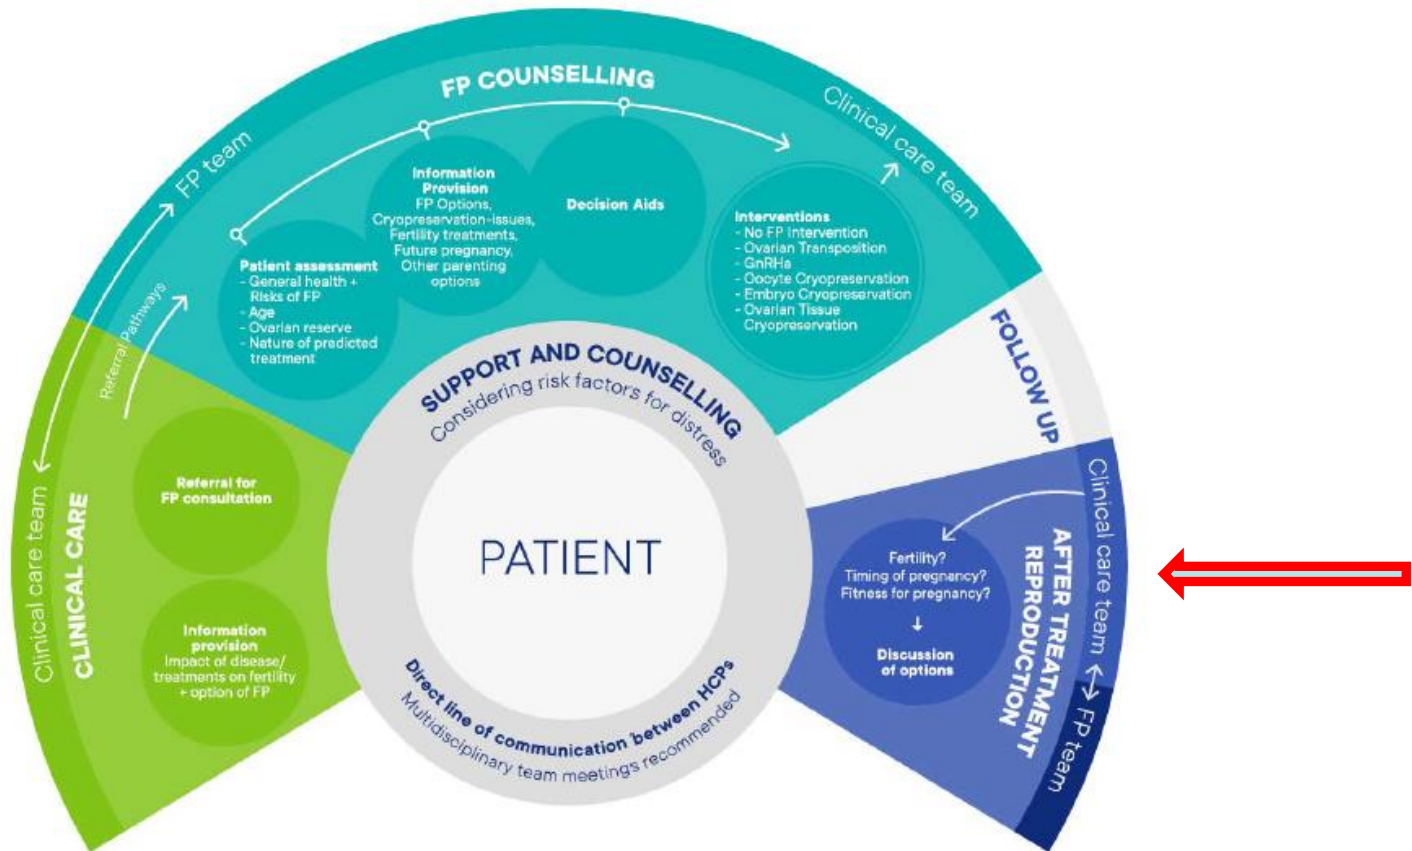 Clinical care team
CLINICAL CARE
Information
provision
Impact of disease/
treatments on fertility
+ option of FP
Referral for
FP consultation
Referral Pathways
FP team
FP COUNSELLING
Patient assessment
- General health +
Risks of FP
- Age
- Ovarian reserve
- Nature of predicted
treatment
Information
Provision
FP Options,
Cryopreservation-issues,
Fertility treatments,
Future pregnancy,
Other parenting
options
Decision Aids
Interventions
- No FP Intervention
- Ovarian Transposition
- GnRHa
- Oocyte Cryopreservation
- Embryo Cryopreservation
- Ovarian Tissue
Cryopreservation
Clinical care team
FOLLOW UP
Clinical care team
FP team
AFTER TREATMENT
REPRODUCTION
Fertility?
Timing of pregnancy?
Fitness for pregnancy?
Discussion
of options
SUPPORT AND COUNSELLING
Considering risk factors for distress
PATIENT
Direct line of communication between HCPs
Multidisciplinary team meetings recommended